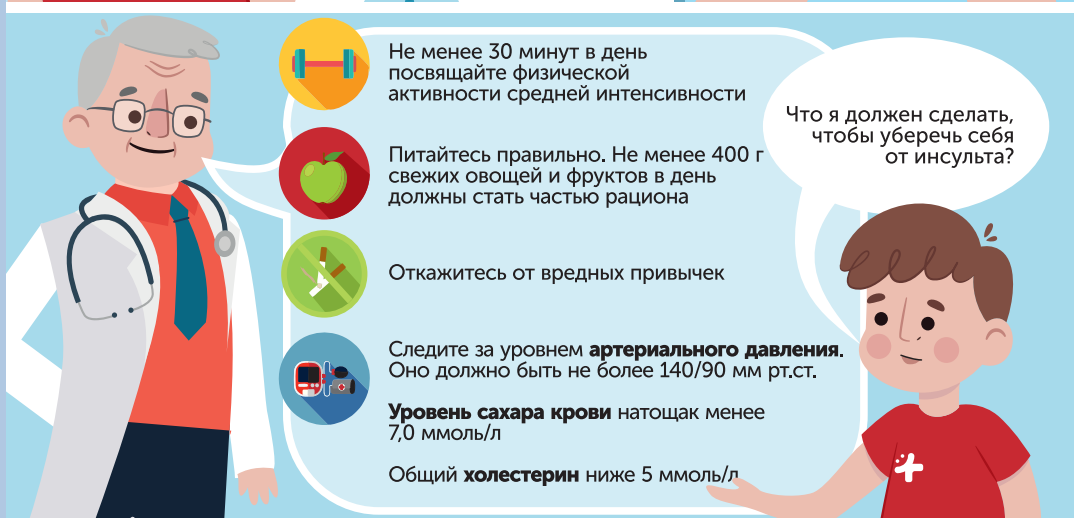 Не менее 30 минут в день
посвящайте физической
активности средней интенсивности
Питайтесь правильно. Не менее 400 г
свежих овощей и фруктов в день
должны стать частью рациона
Откажитесь от вредных привычек
Следите за уровнем артериального давления.
Оно должно быть не более 140/90 мм рт.ст.
Уровень сахара крови натощак менее
7,0 ммоль/л
Общий холестерин ниже 5 ммоль/л
Что я должен сделать,
чтобы уберечь себя
от инсульта?